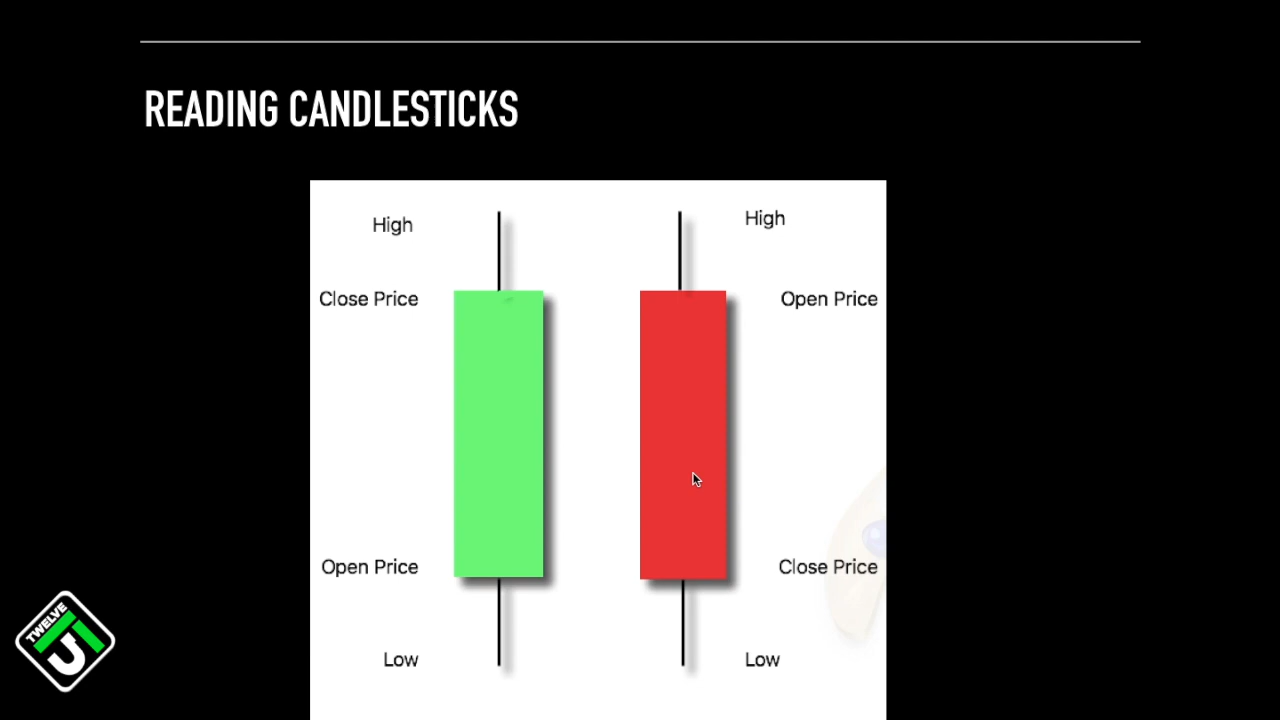 READING CANDLESTICKS
High
High
Close Price
Open Price
Open Price
Close Price
Low
Low
TWELVE